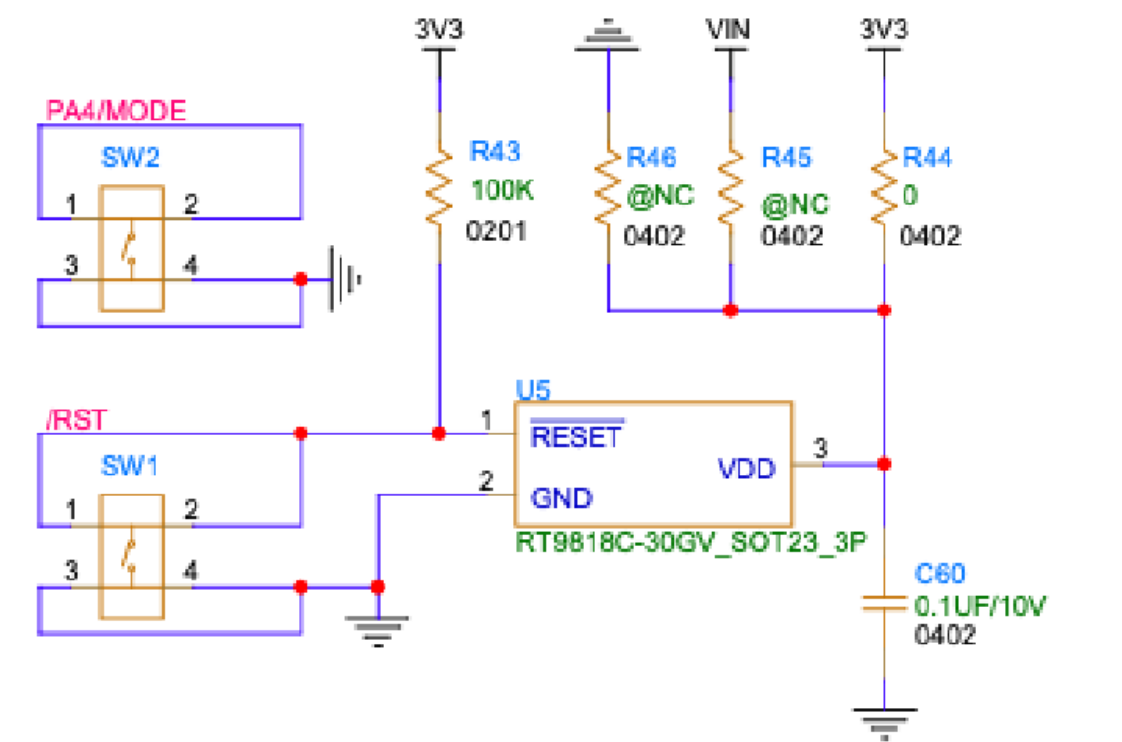 3V3
VIN
3V3
PA4/MODE
SW2
1
2
3
4
R43
100K
0201
R46
@NC
0402
R45
@NC
0402
R44
0
0402
/RST
SW1
1
2
3
4
U5
1
RESET
2
GND
VDD
3
RT9818C-30GV_SOT23_3P
C60
0.1UF/10V
0402